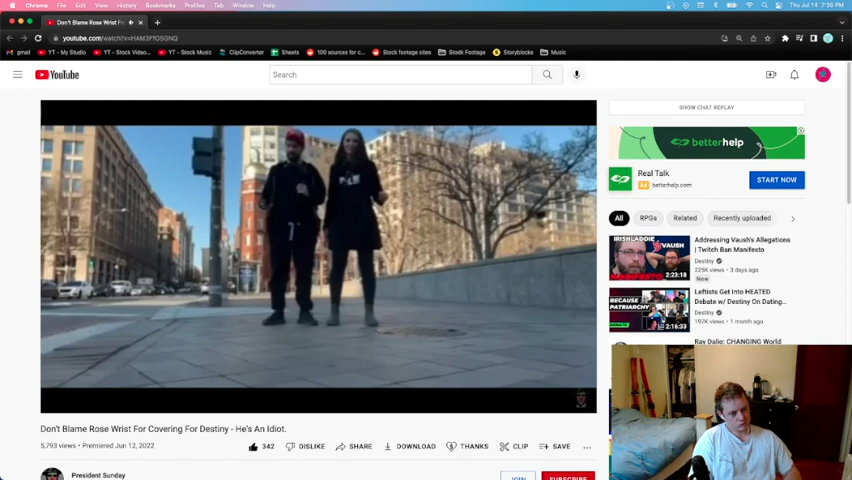 Chrome File Edit View History Bookmarks Profiles Tab Window Help
Thu Jul 14 7:30 PM
Don't Blame Rose Wrist F
gmail YT - My Studio YT - Stock Video... YT - Stock Music ClipConverter Sheets 100 sources for c... Stock footage sites Stock Footage Storyblocks Music
YouTube
Search
SHOW CHAT REPLAY
betterhelp
Real Talk
Ad betterhelp.com
START NOW
All RPGs Related Recently uploaded
IRISHLADDIE
VAUSH
MANIFESTO
2:23:18
Addressing Vaush's Allegations
| Twitch Ban Manifesto
Destiny
225K views • 3 days ago
New
BECAUSE
PATRIARCHY
2:16:33
Leftists Get Into HEATED
Debate w/ Destiny On Dating...
Destiny
192K views • 1 month ago
Ray Dalio: CHANGING World
Don't Blame Rose Wrist For Covering For Destiny - He's An Idiot.
5,793 views • Premiered Jun 12, 2022
342 DISLIKE SHARE DOWNLOAD THANKS CLIP SAVE ...
President Sunday
JOIN
SUBSCRIBE